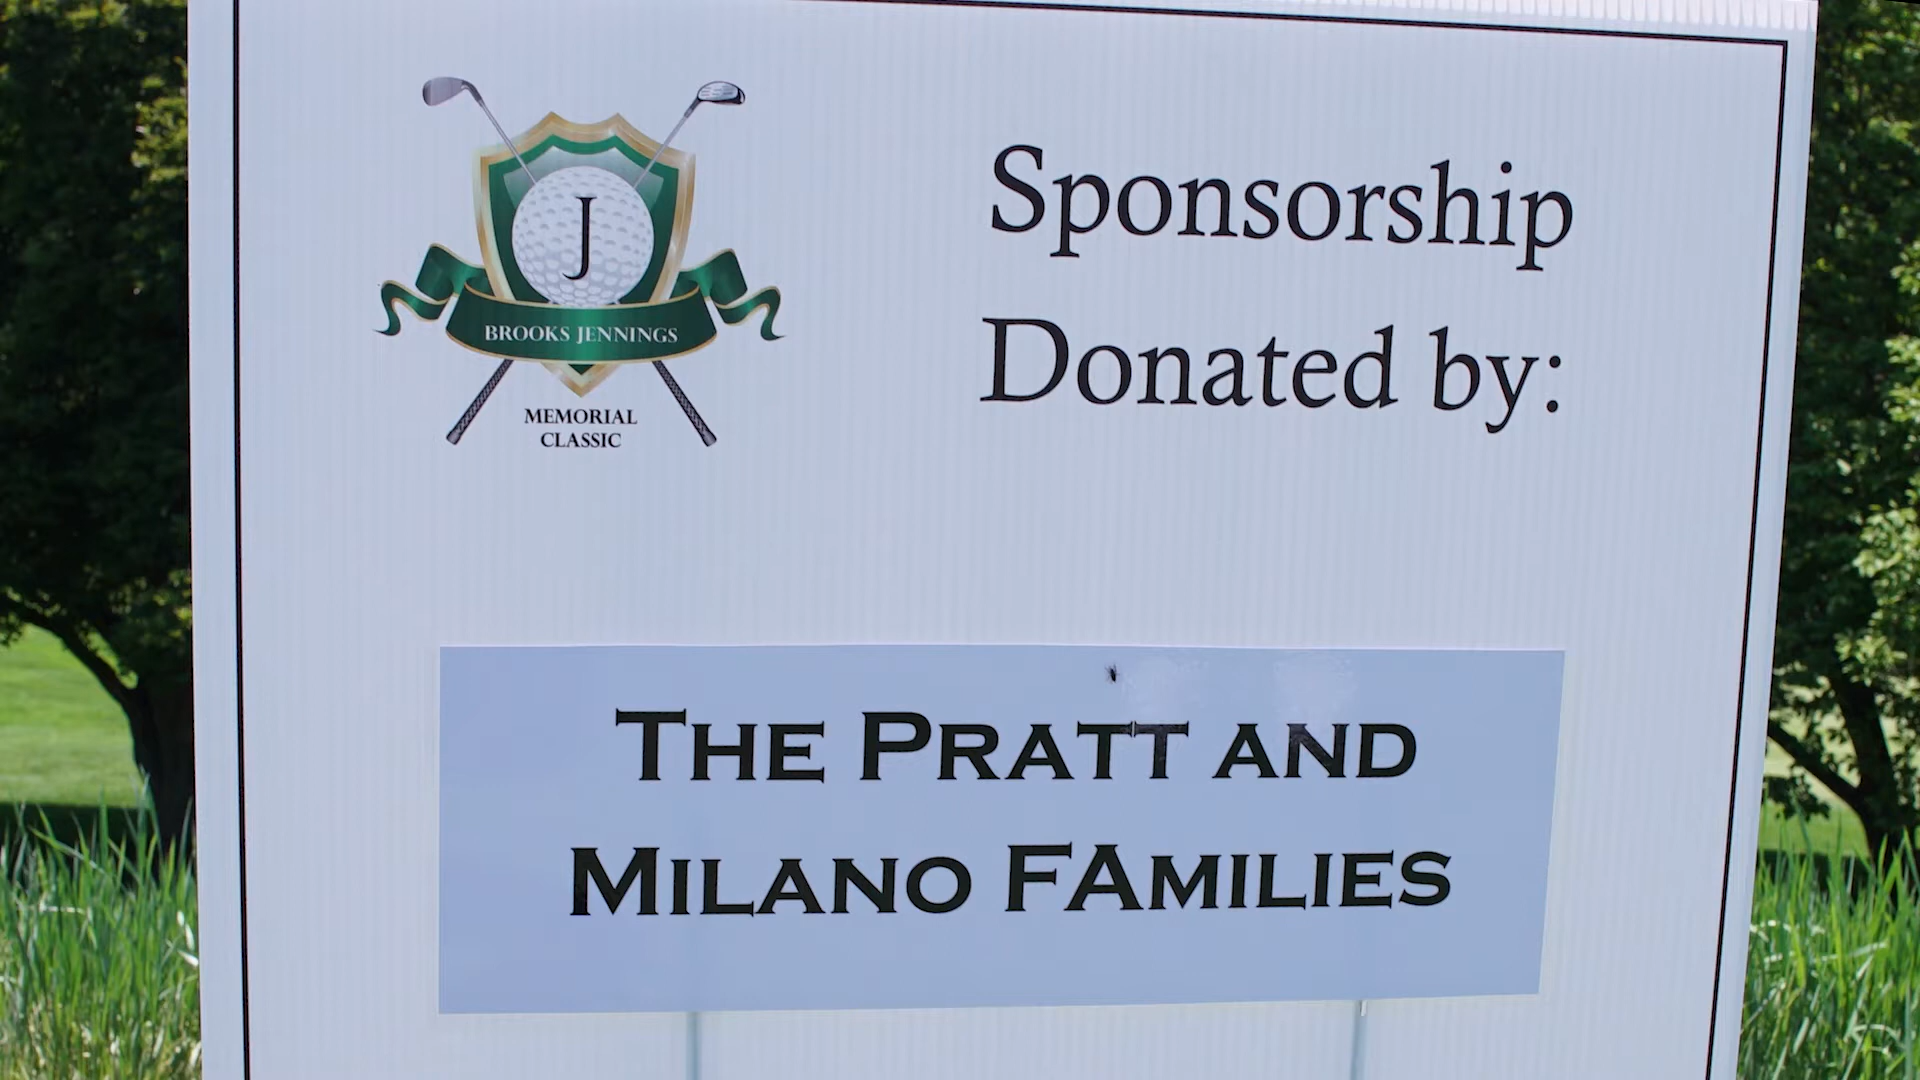 J
BROOKS JENNINGS
MEMORIAL
CLASSIC
Sponsorship
Donated by:
THE PRATT AND
MILANO FAMILIES